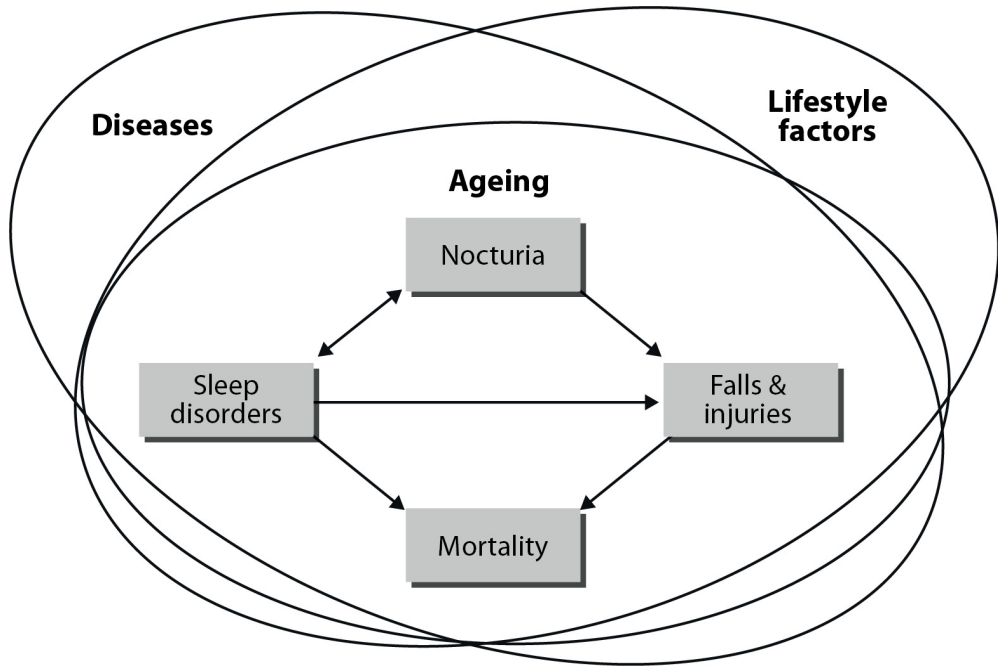 Diseases
Lifestyle
factors
Ageing
Nocturia
Sleep
disorders
Falls &
injuries
Mortality